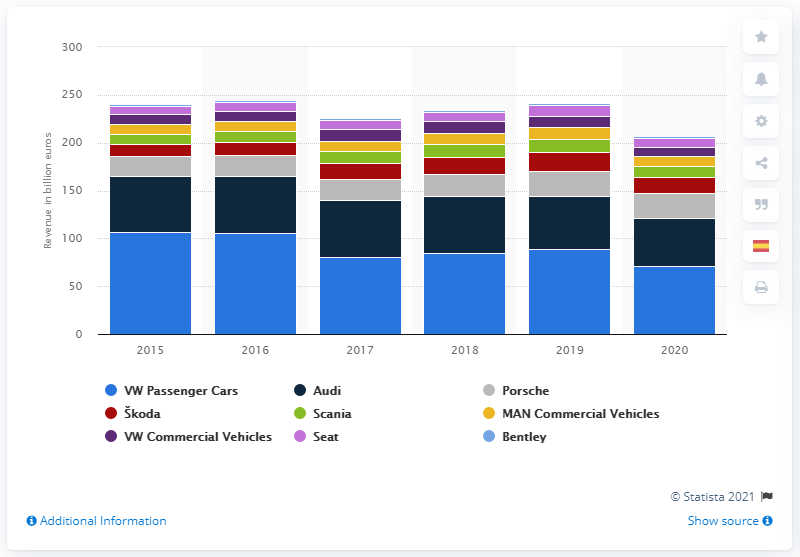 300
250
200
150
100
50
0
Revenue in billion euros
2015 2016 2017 2018 2019 2020
VW Passenger Cars Audi Porsche
Škoda Scania MAN Commercial Vehicles
VW Commercial Vehicles Seat Bentley
© Statista 2021
Additional Information Show source